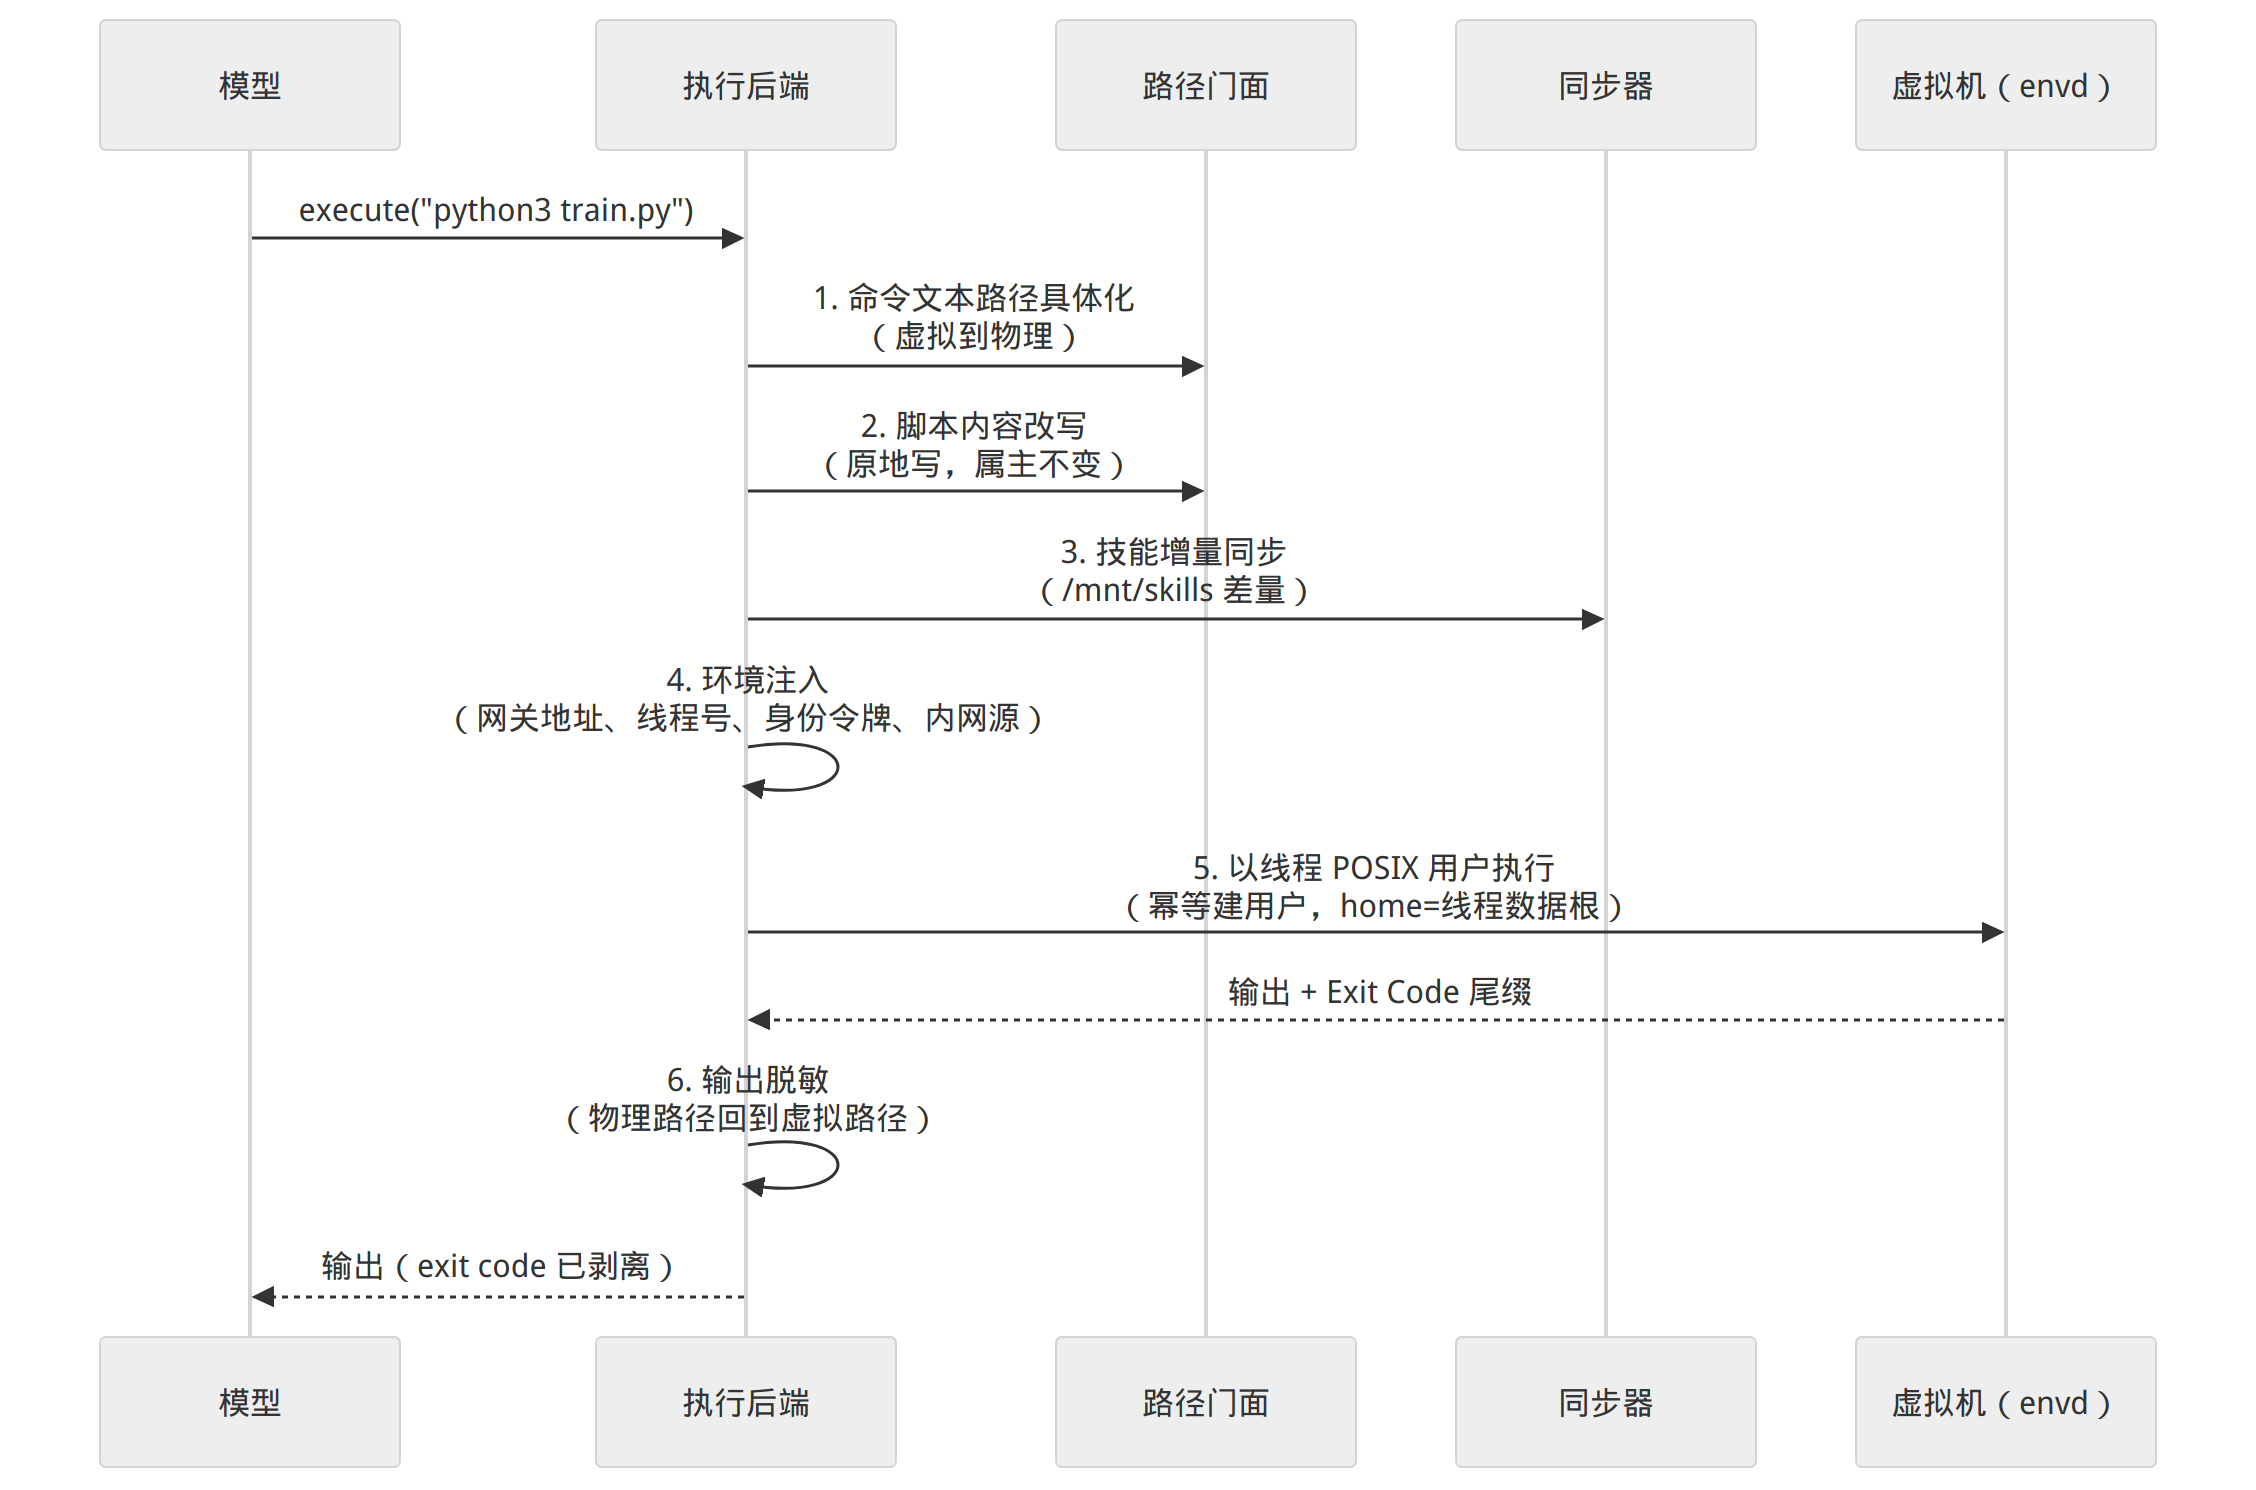 模型
执行后端
路径门面
同步器
虚拟机（envd）
execute("python3 train.py")
1. 命令文本路径具体化
（虚拟到物理）
2. 脚本内容改写
（原地写，属主不变）
3. 技能增量同步
（/mnt/skills 差量）
4. 环境注入
（网关地址、线程号、身份令牌、内网源）
5. 以线程 POSIX 用户执行
（幂等建用户，home=线程数据根）
输出 + Exit Code 尾缀
6. 输出脱敏
（物理路径回到虚拟路径）
输出（exit code 已剥离）
模型
执行后端
路径门面
同步器
虚拟机（envd）